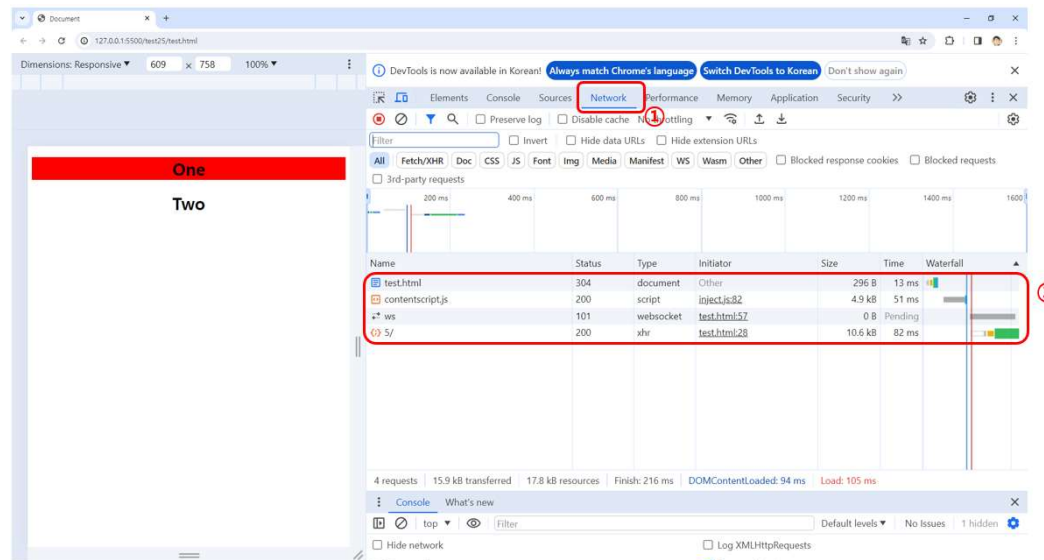 Document
127.0.0.1:5500/test25/test.html
Dimensions: Responsive ▼ 609 x 758 100% ▼
One
Two
DevTools is now available in Korean! Always match Chrome's language Switch DevTools to Korean Don't show again
Elements Console Sources Network Performance Memory Application Security
①
Preserve log Disable cache No throttling
Filter Invert Hide data URLs Hide extension URLs
All Fetch/XHR Doc CSS JS Font Img Media Manifest WS Wasm Other Blocked response cookies Blocked requests
3rd-party requests
200 ms 400 ms 600 ms 800 ms 1000 ms 1200 ms 1400 ms 1600
Name Status Type Initiator Size Time Waterfall
test.html 304 document Other 296 B 13 ms
contentscript.js 200 script inject.js:82 4.9 kB 51 ms
ws 101 websocket test.html:57 0 B Pending
5/ 200 xhr test.html:28 10.6 kB 82 ms
4 requests 15.9 kB transferred 17.8 kB resources Finish: 216 ms DOMContentLoaded: 94 ms Load: 105 ms
Console What's new
top ▼ Filter Default levels ▼ No Issues 1 hidden
Hide network Log XMLHttpRequests